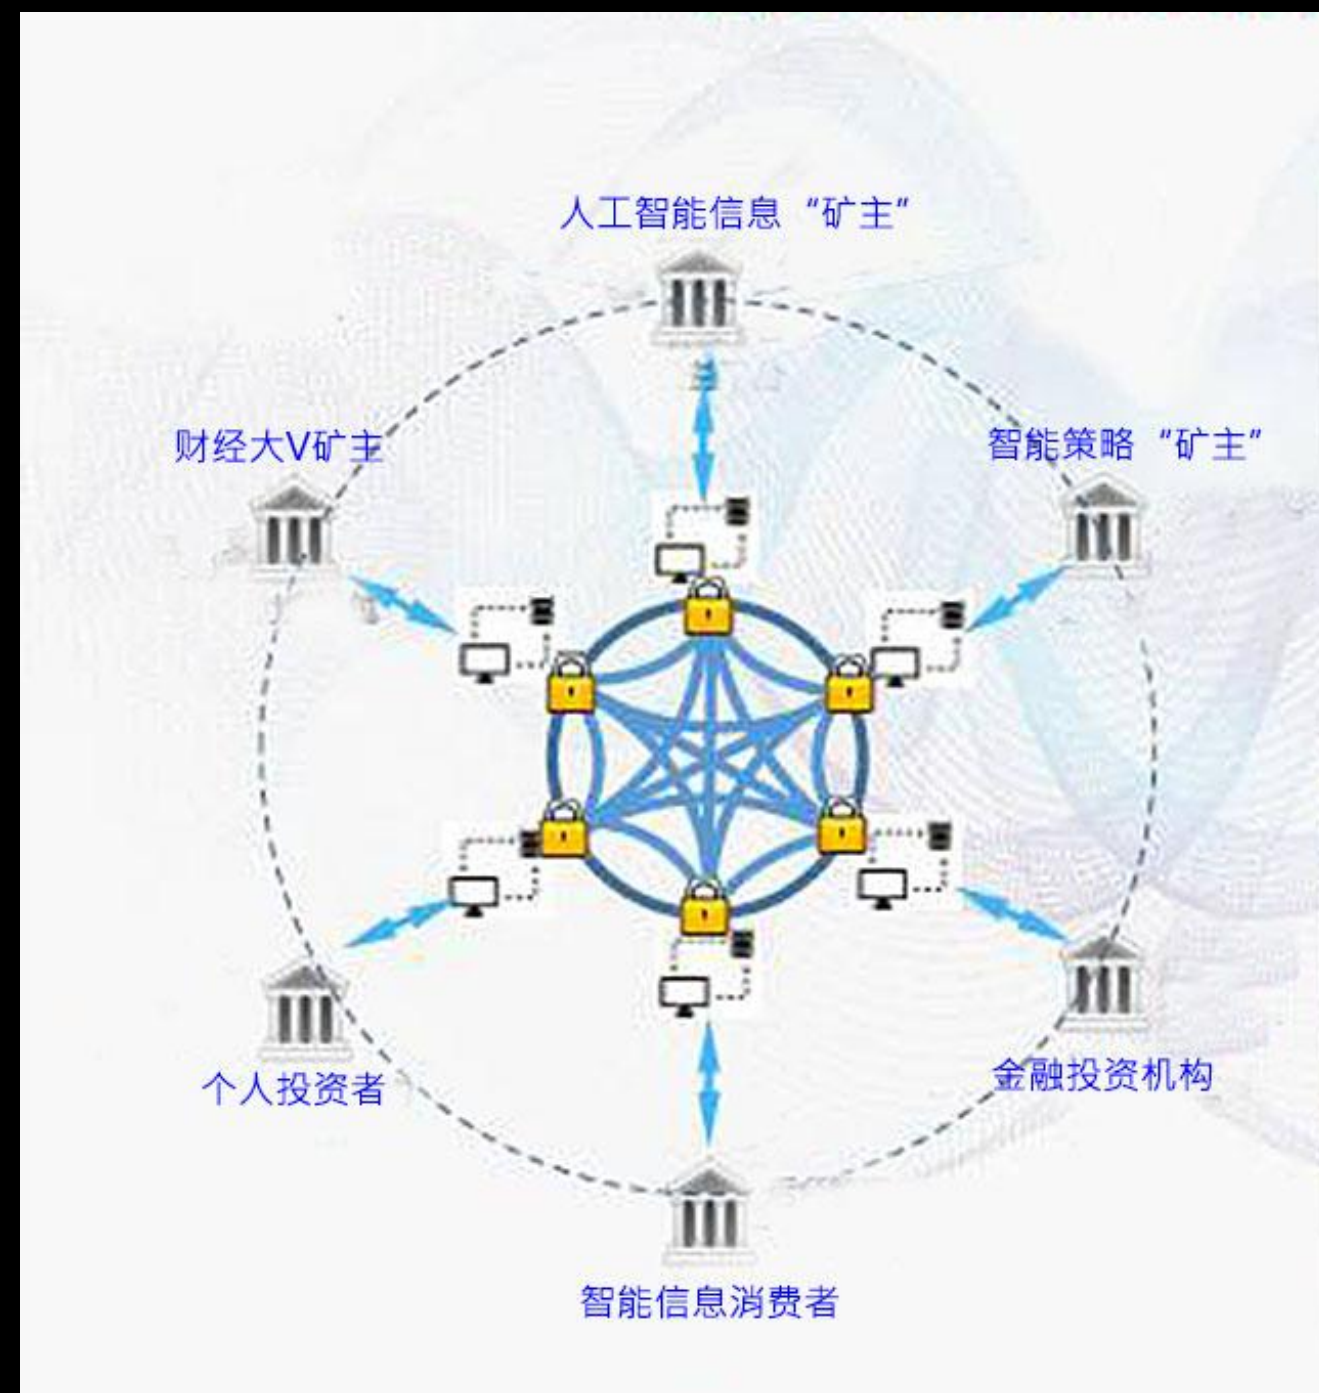 人工智能信息“矿主”
财经大V矿主
智能策略“矿主”
个人投资者
金融投资机构
智能信息消费者